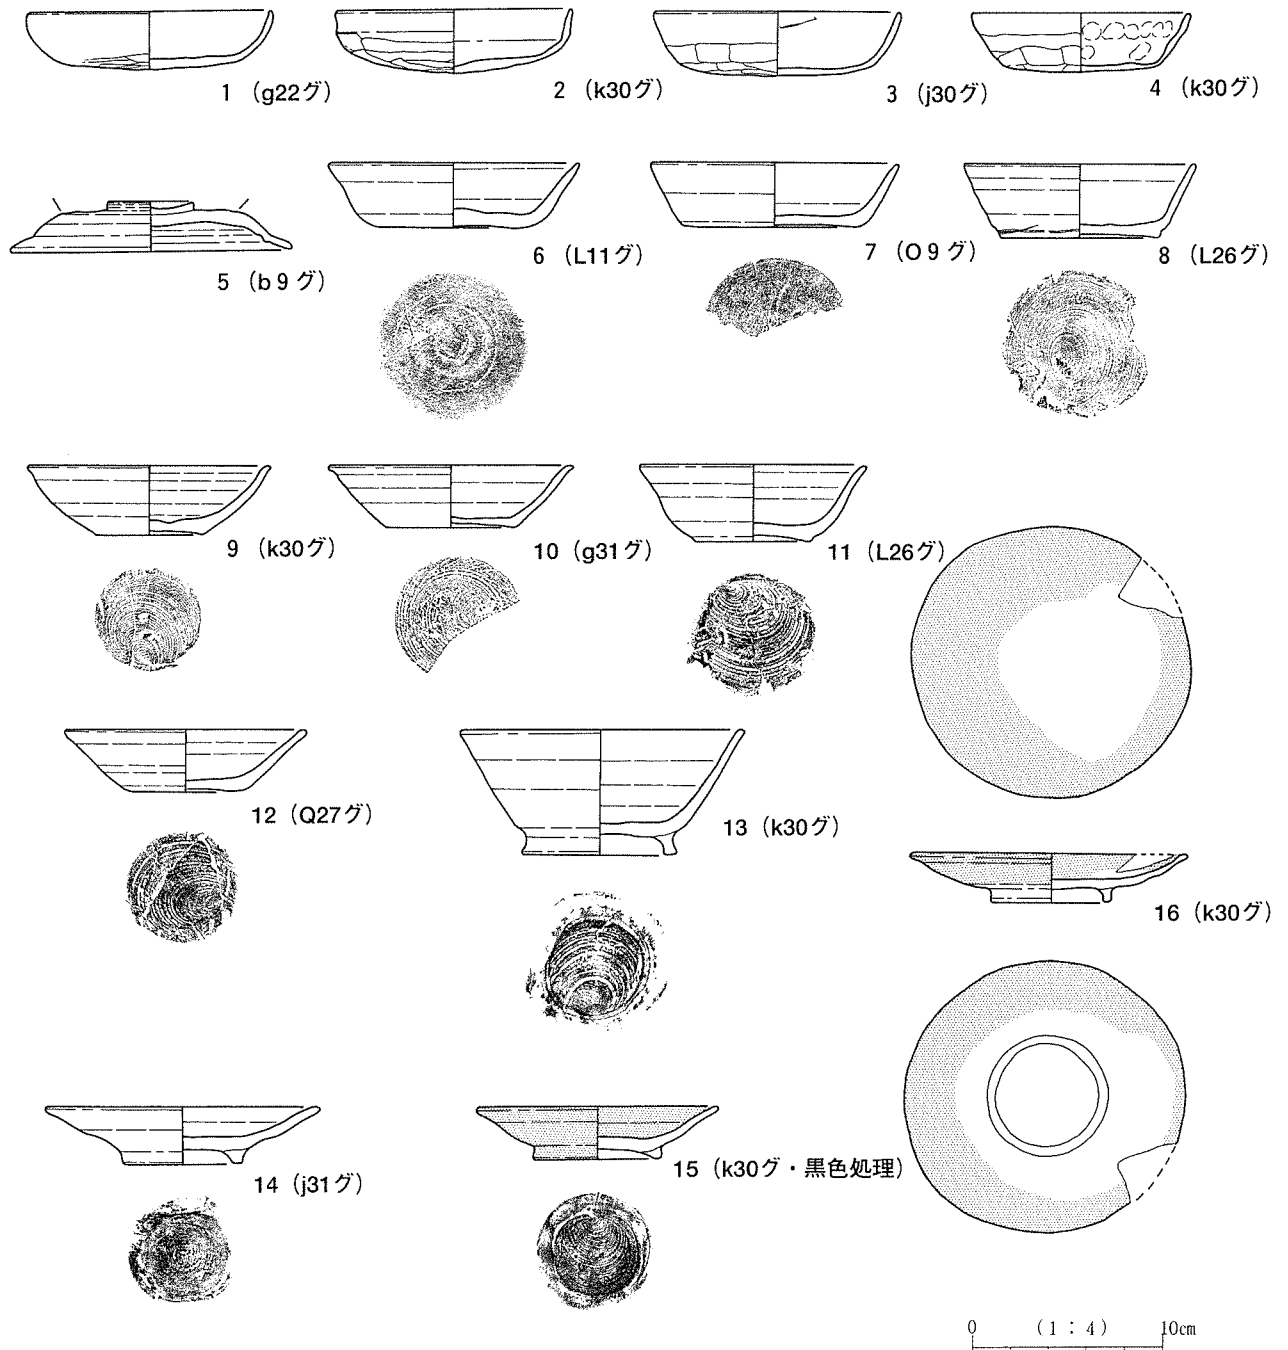 1（g22グ）
2（k30グ）
3（j30グ）
4（k30グ）
5（b9グ）
6（L11グ）
7（O9グ）
8（L26グ）
9（k30グ）
10（g31グ）
11（L26グ）
12（Q27グ）
13（k30グ）
16（k30グ）
14（j31グ）
15（k30グ・黒色処理）
0 （1：4） 10cm